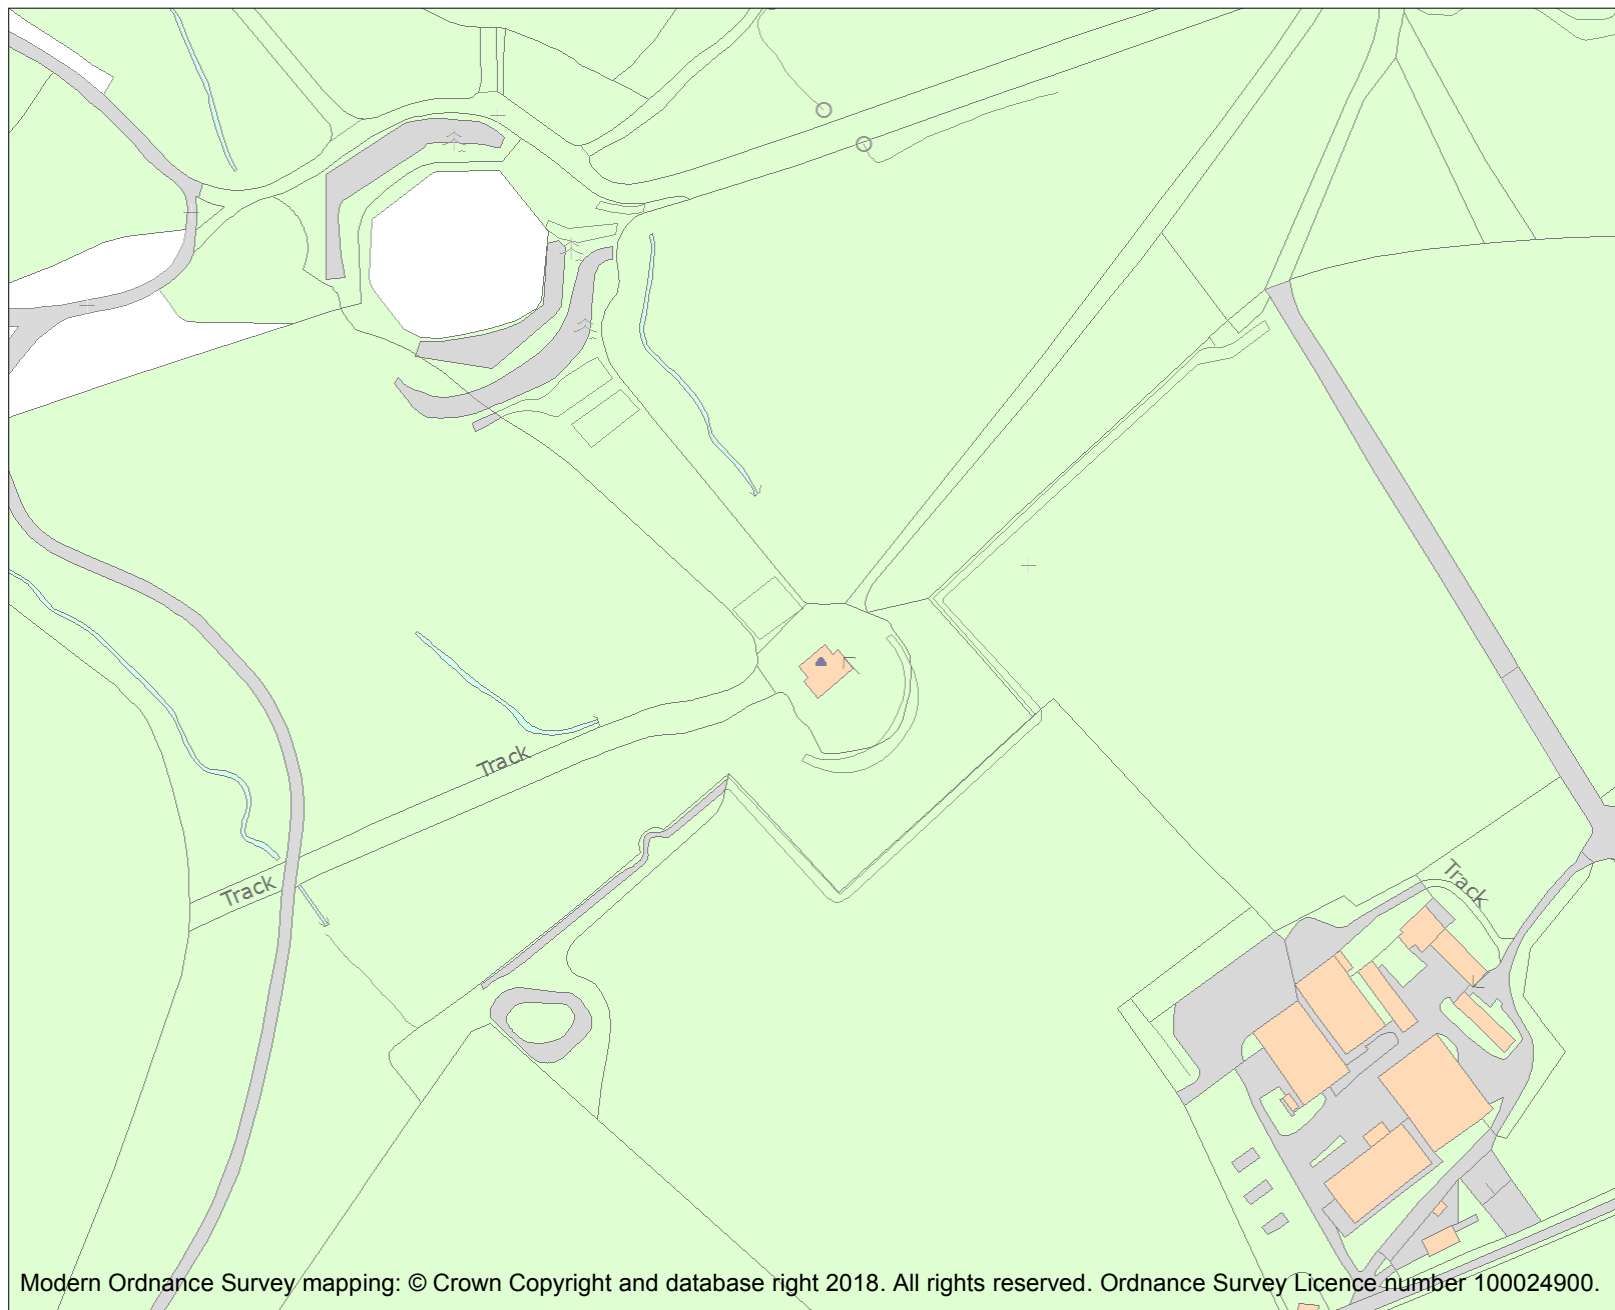 Track
Track
Track
Modern Ordnance Survey mapping: © Crown Copyright and database right 2018. All rights reserved. Ordnance Survey Licence number 100024900.